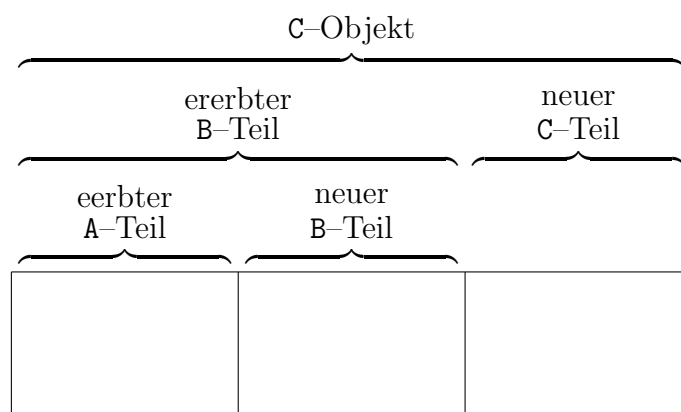 C–Objekt
ererbter
B–Teil
neuer
C–Teil
eerbter
A–Teil
neuer
B–Teil